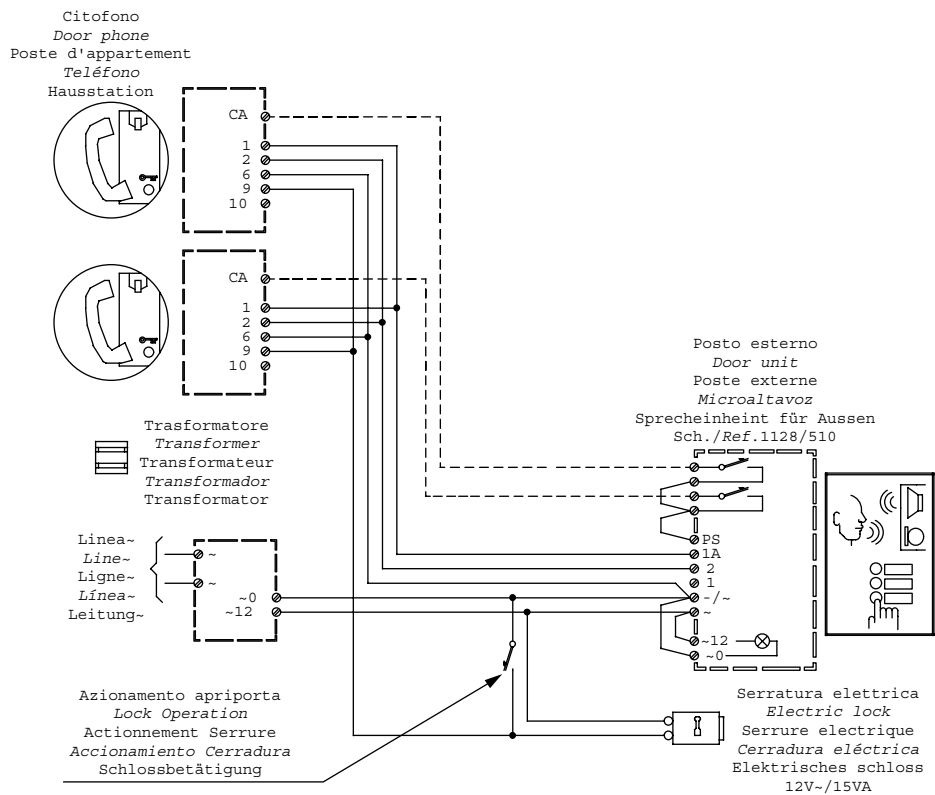 Citofono
Door phone
Poste d'appartement
Teléfono
Hausstation
CA
1
2
6
9
10
CA
1
2
6
9
10
Posto esterno
Door unit
Poste externe
Microaltavoz
Sprecheinheint für Aussen
Sch./Ref.1128/510
Trasformatore
Transformer
Transformateur
Transformador
Transformator
PS
1A
2
1
-/~
~
~12
~0
Linea~
Line~
Ligne~
Línea~
Leitung~
~
~
~0
~12
Azionamento apriporta
Lock Operation
Actionnement Serrure
Accionamiento Cerradura
Schlossbetätigung
Serratura elettrica
Electric lock
Serrure electrique
Cerradura eléctrica
Elektrisches schloss
12V~/15VA